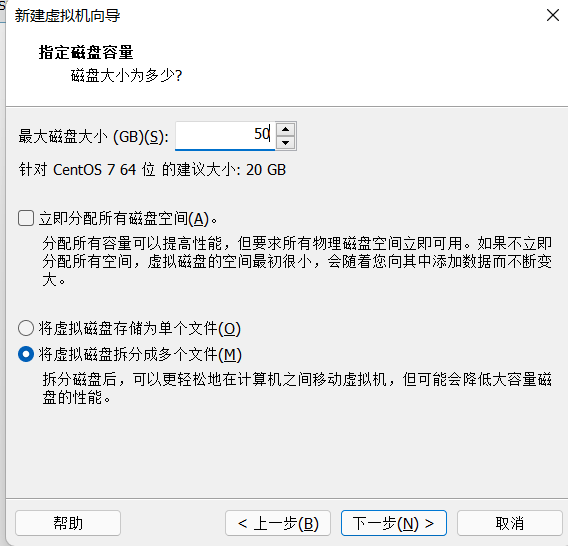 S
新建虚拟机向导
指定磁盘容量
磁盘大小为多少?
最大磁盘大小 (GB)(S): 50
针对 CentOS 7 64 位 的建议大小: 20 GB
立即分配所有磁盘空间(A)。
分配所有容量可以提高性能，但要求所有物理磁盘空间立即可用。如果不立即
分配所有空间，虚拟磁盘的空间最初很小，会随着您向其中添加数据而不断变
大。
将虚拟磁盘存储为单个文件(O)
将虚拟磁盘拆分成多个文件(M)
拆分磁盘后，可以更轻松地在计算机之间移动虚拟机，但可能会降低大容量磁
盘的性能。
帮助 < 上一步(B) 下一步(N) > 取消